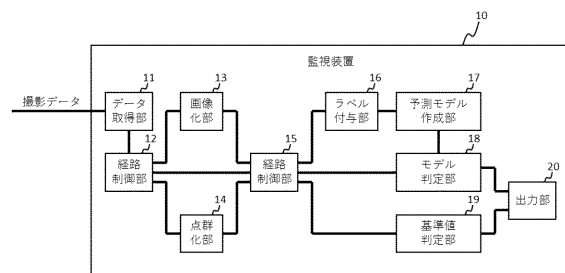 10
監視装置
撮影データ
11
データ
取得部
12
経路
制御部
13
画像
化部
14
点群
化部
15
経路
制御部
16
ラベル
付与部
17
予測モデル
作成部
18
モデル
判定部
19
基準値
判定部
20
出力部